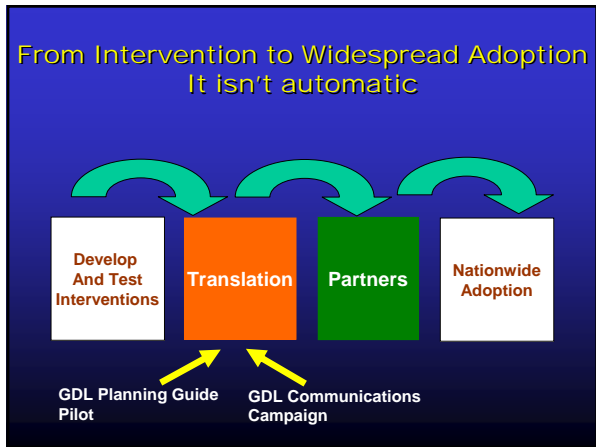 From Intervention to Widespread Adoption
It isn't automatic
Develop
And Test
Interventions
Translation
Partners
Nationwide
Adoption
GDL Planning Guide
Pilot
GDL Communications
Campaign